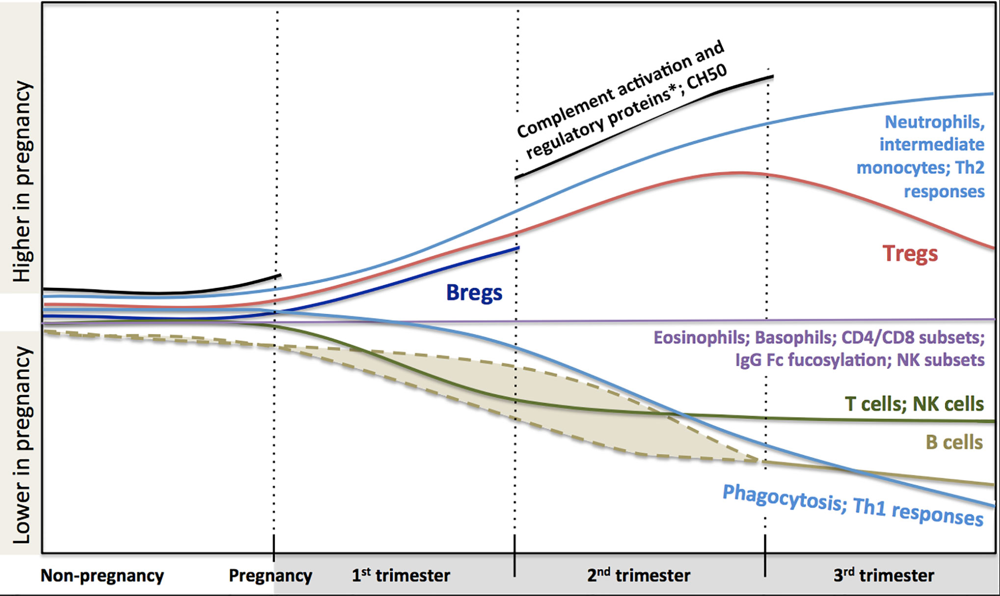 Higher in pregnancy
Lower in pregnancy
Complement activation and
regulatory proteins*; CH50
Neutrophils,
intermediate
monocytes; Th2
responses
Tregs
Bregs
Eosinophils; Basophils; CD4/CD8 subsets;
IgG Fc fucosylation; NK subsets
T cells; NK cells
B cells
Phagocytosis; Th1 responses
Non-pregnancy
Pregnancy
1st trimester
2nd trimester
3rd trimester